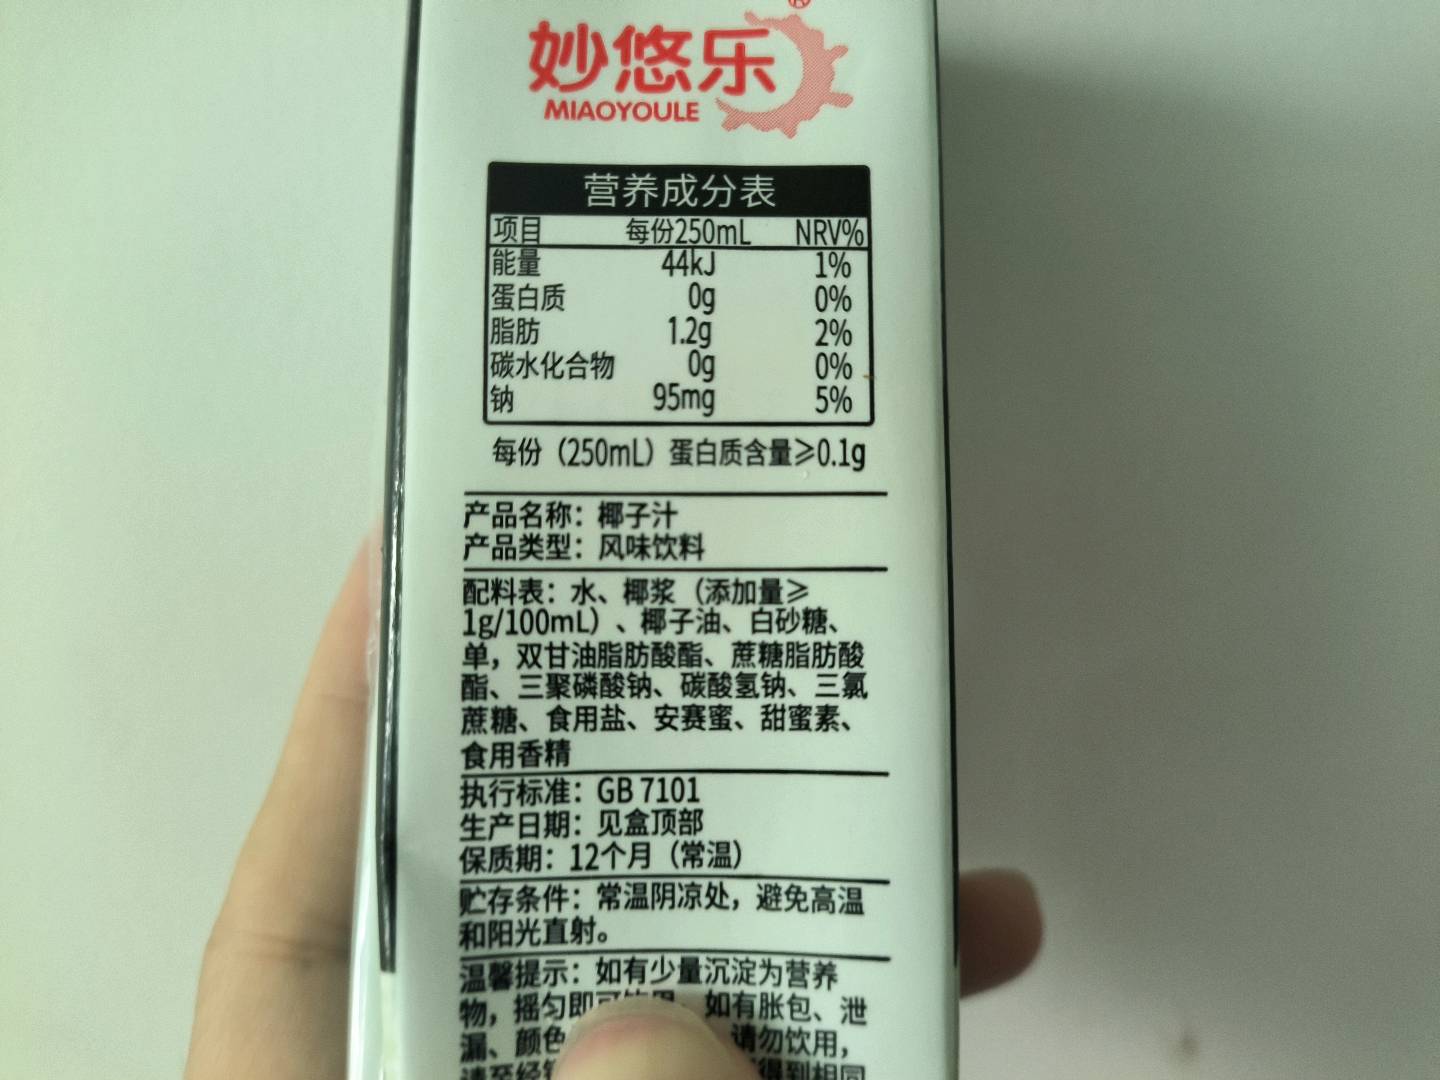 妙悠乐
MIAOYOULE
®
营养成分表
项目 每份250mL NRV%
能量 44kJ 1%
蛋白质 0g 0%
脂肪 1.2g 2%
碳水化合物 0g 0%
钠 95mg 5%
每份（250mL）蛋白质含量≥0.1g
产品名称：椰子汁
产品类型：风味饮料
配料表：水、椰浆（添加量≥
1g/100mL）、椰子油、白砂糖、
单，双甘油脂肪酸酯、蔗糖脂肪酸
酯、三聚磷酸钠、碳酸氢钠、三氯
蔗糖、食用盐、安赛蜜、甜蜜素、
食用香精
执行标准：GB 7101
生产日期：见盒顶部
保质期：12个月（常温）
贮存条件：常温阴凉处，避免高温
和阳光直射。
温馨提示：如有少量沉淀为营养
物，摇匀即可 如有胀包、泄
漏、颜色 请勿饮用，
请至经 得到相同